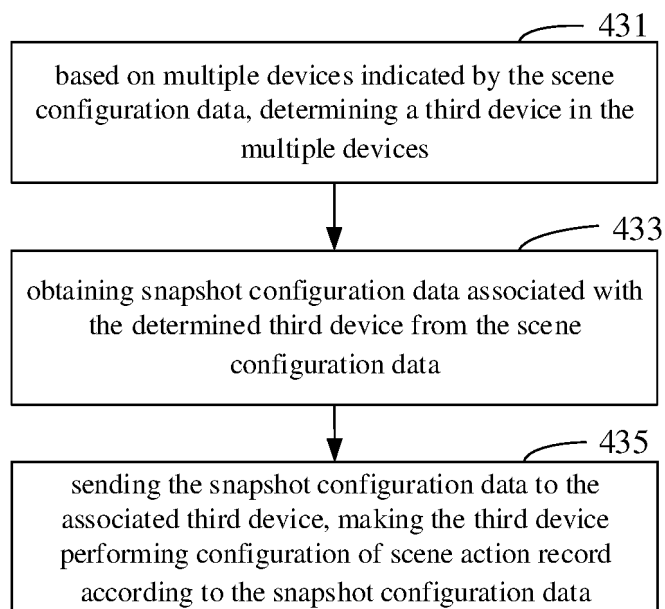 431
based on multiple devices indicated by the scene
configuration data, determining a third device in the
multiple devices
433
obtaining snapshot configuration data associated with
the determined third device from the scene
configuration data
435
sending the snapshot configuration data to the
associated third device, making the third device
performing configuration of scene action record
according to the snapshot configuration data